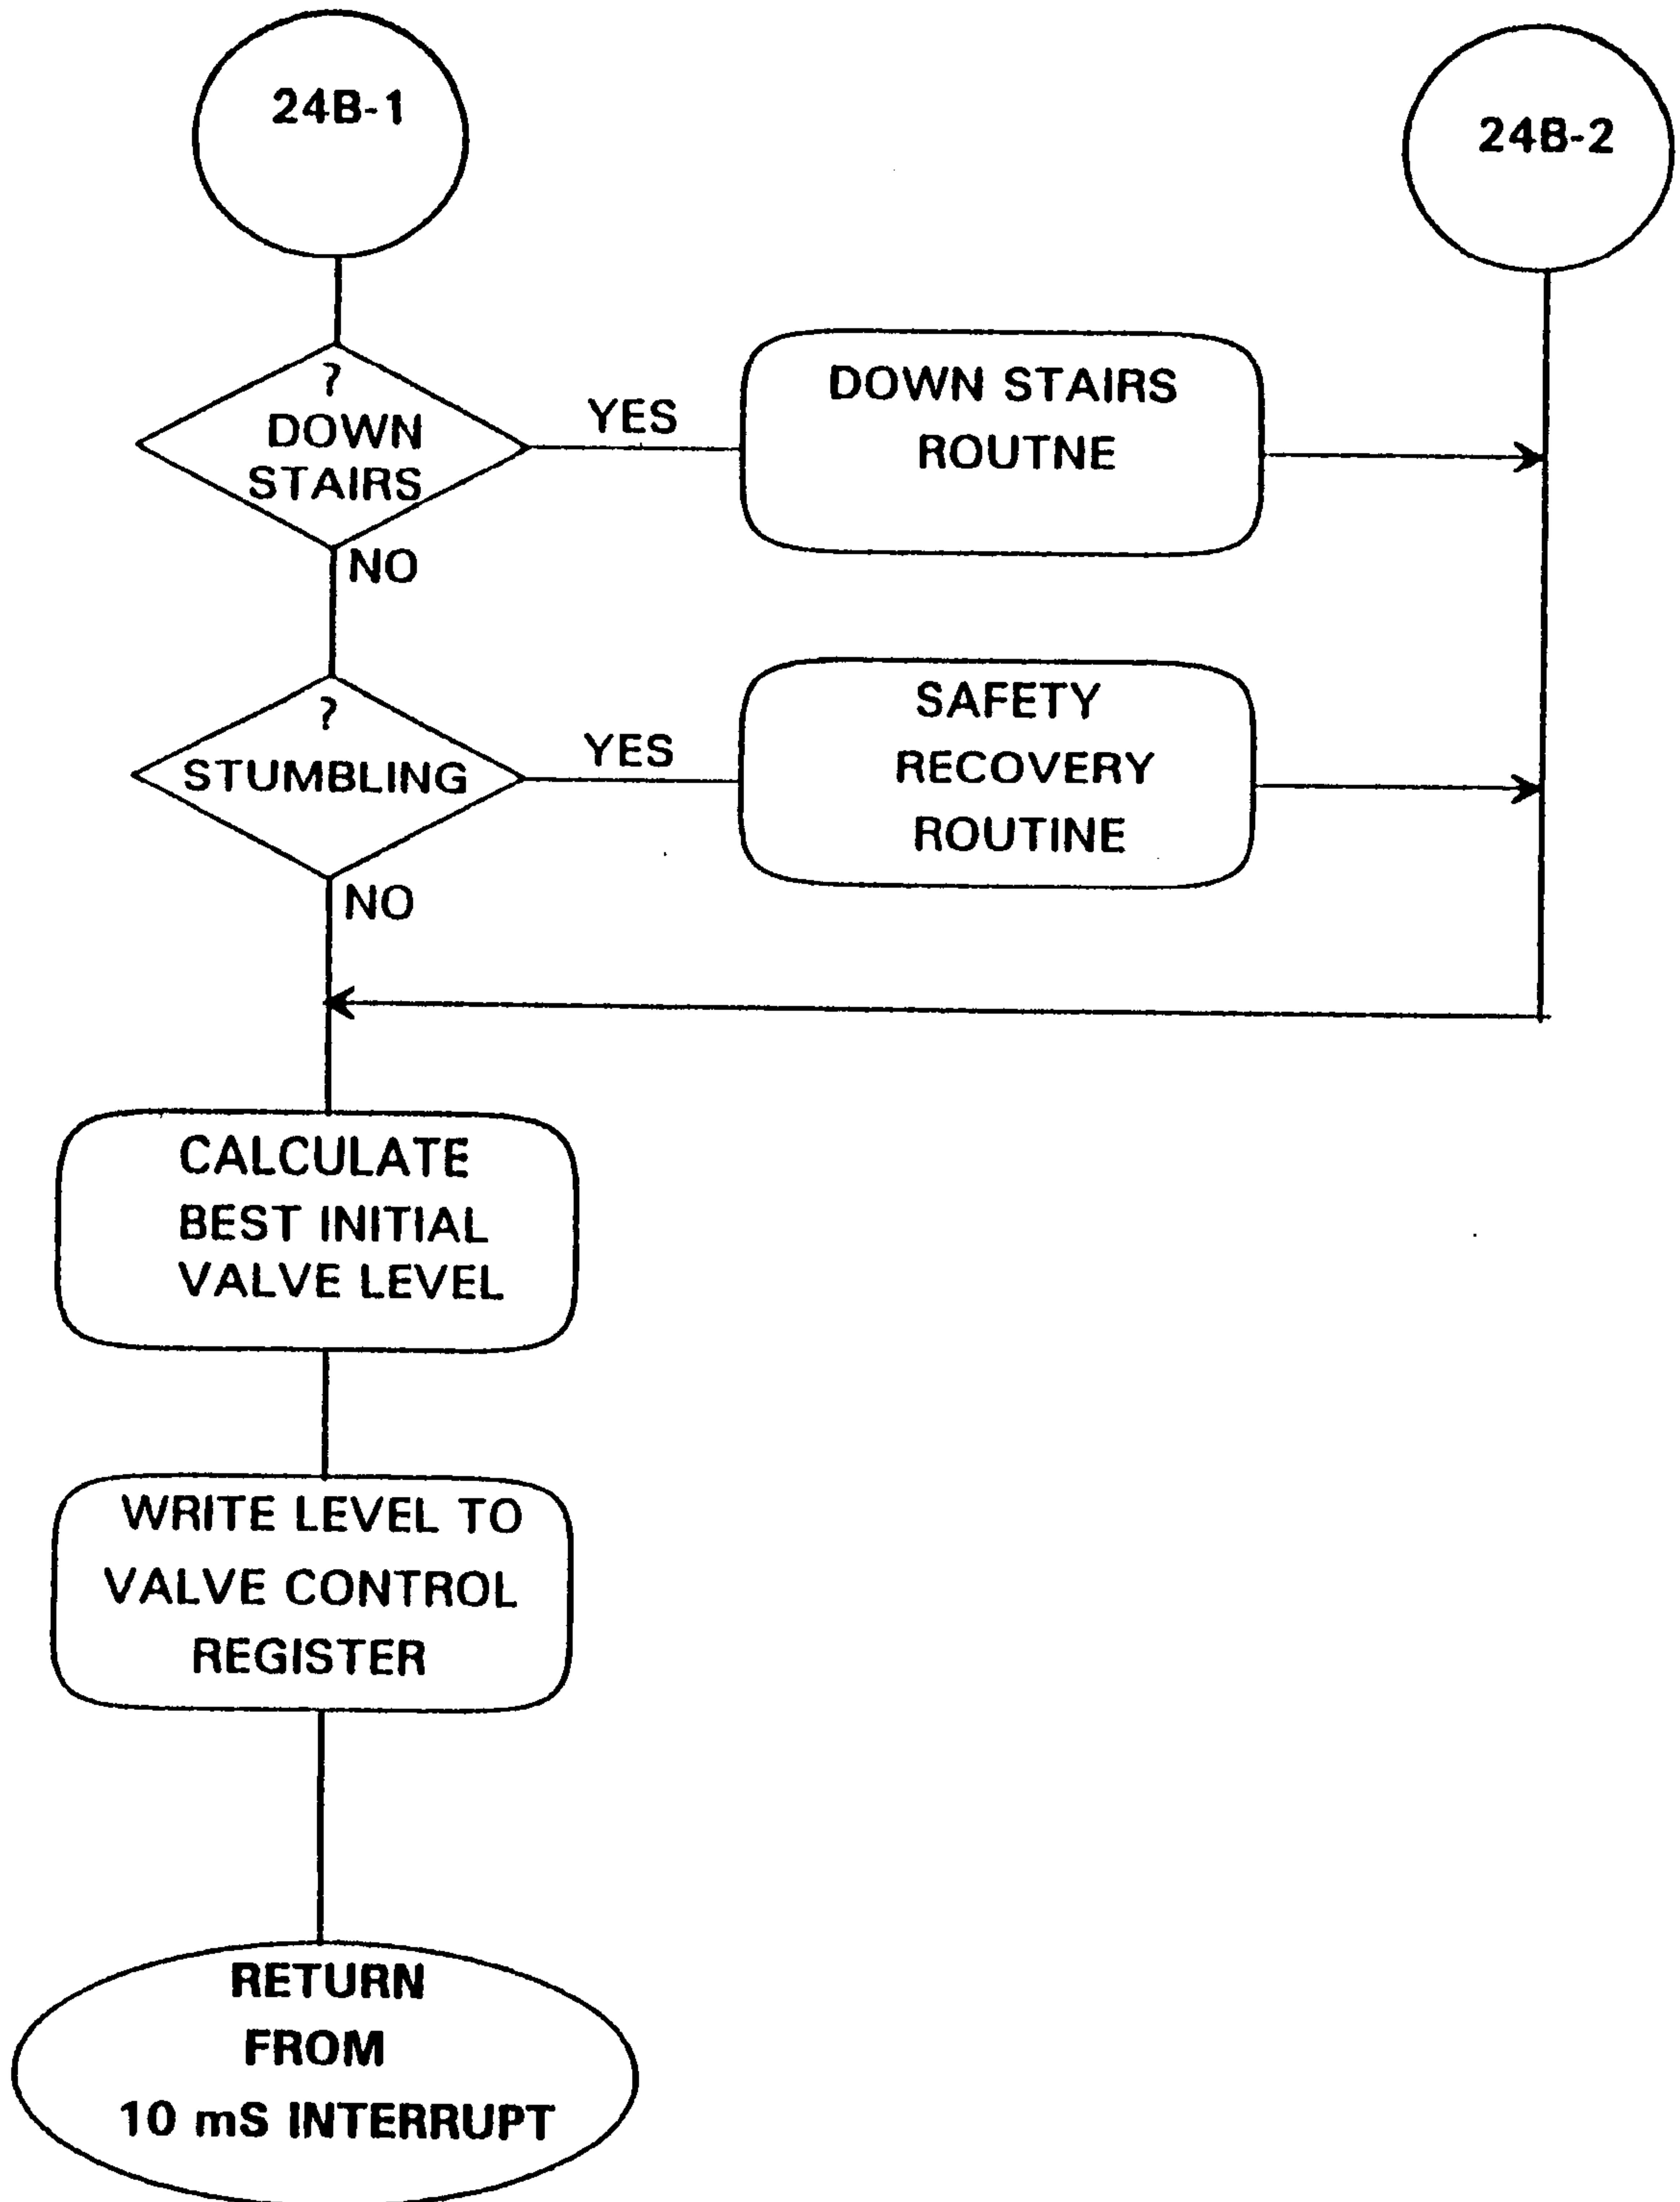 24B-1
24B-2
?
DOWN
STAIRS
YES
DOWN STAIRS
ROUTNE
NO
?
STUMBLING
YES
SAFETY
RECOVERY
ROUTINE
NO
CALCULATE
BEST INITIAL
VALVE LEVEL
WRITE LEVEL TO
VALVE CONTROL
REGISTER
RETURN
FROM
10 mS INTERRUPT